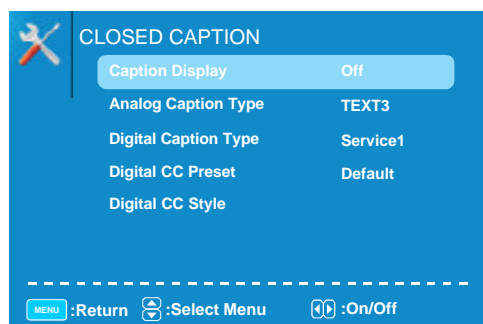 CLOSED CAPTION
Caption Display Off
Analog Caption Type TEXT3
Digital Caption Type Service1
Digital CC Preset Default
Digital CC Style
MENU :Return :Select Menu :On/Off